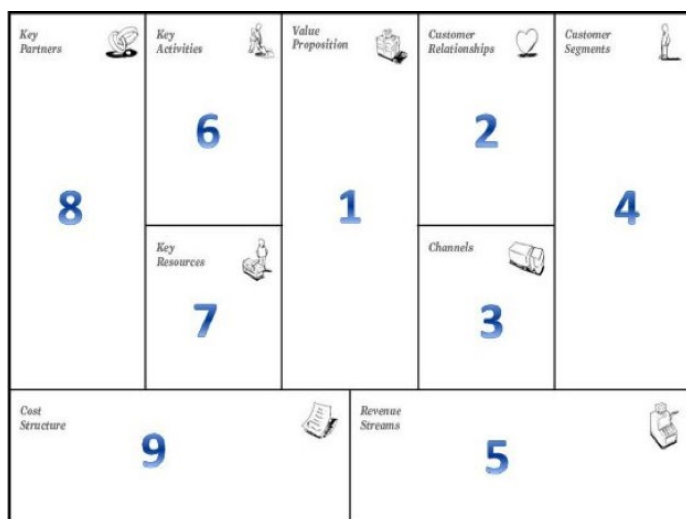 Key
Partners
8
Key
Activities
6
Key
Resources
7
Value
Proposition
1
Customer
Relationships
2
Channels
3
Customer
Segments
4
Cost
Structure
9
Revenue
Streams
5